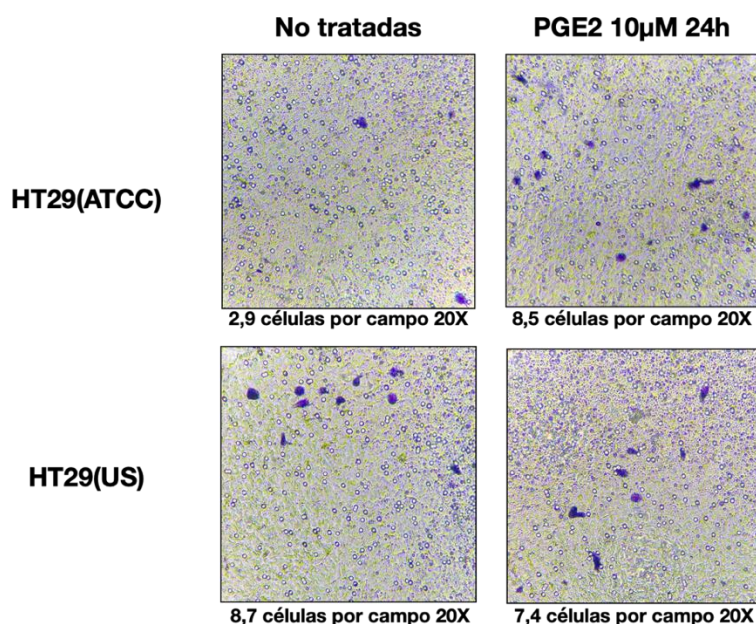 No tratadas
PGE2 10µM 24h
HT29(ATCC)
2,9 células por campo 20X
8,5 células por campo 20X
HT29(US)
8,7 células por campo 20X
7,4 células por campo 20X